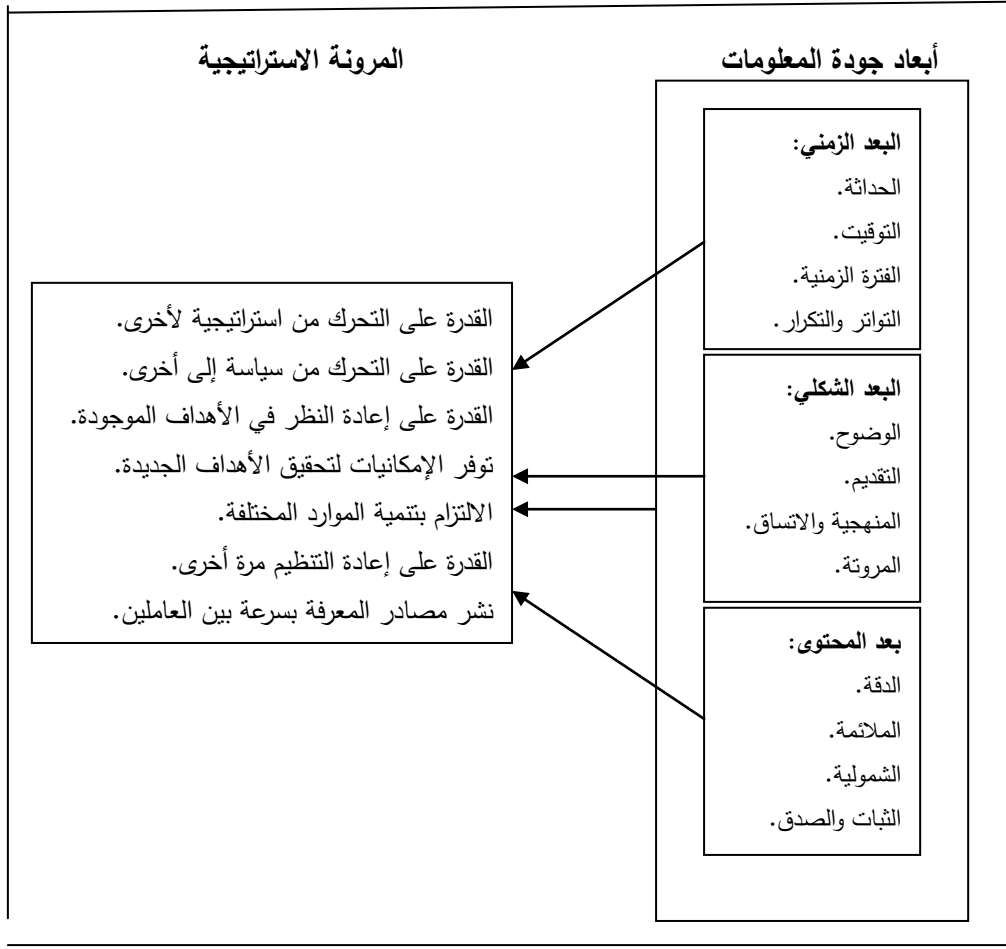 أبعاد جودة المعلومات
المرونة الاستراتيجية
البعد الزمني:
الحداثة.
التوقيت.
الفترة الزمنية.
التواتر والتكرار.
البعد الشكلي:
الوضوح.
التقديم.
المنهجية والاتساق.
المروتة.
بعد المحتوى:
الدقة.
الملائمة.
الشمولية.
الثبات والصدق.
القدرة على التحرك من استراتيجية لأخرى.
القدرة على التحرك من سياسة إلى أخرى.
القدرة على إعادة النظر في الأهداف الموجودة.
توفر الإمكانيات لتحقيق الأهداف الجديدة.
الالتزام بتنمية الموارد المختلفة.
القدرة على إعادة التنظيم مرة أخرى.
نشر مصادر المعرفة بسرعة بين العاملين.